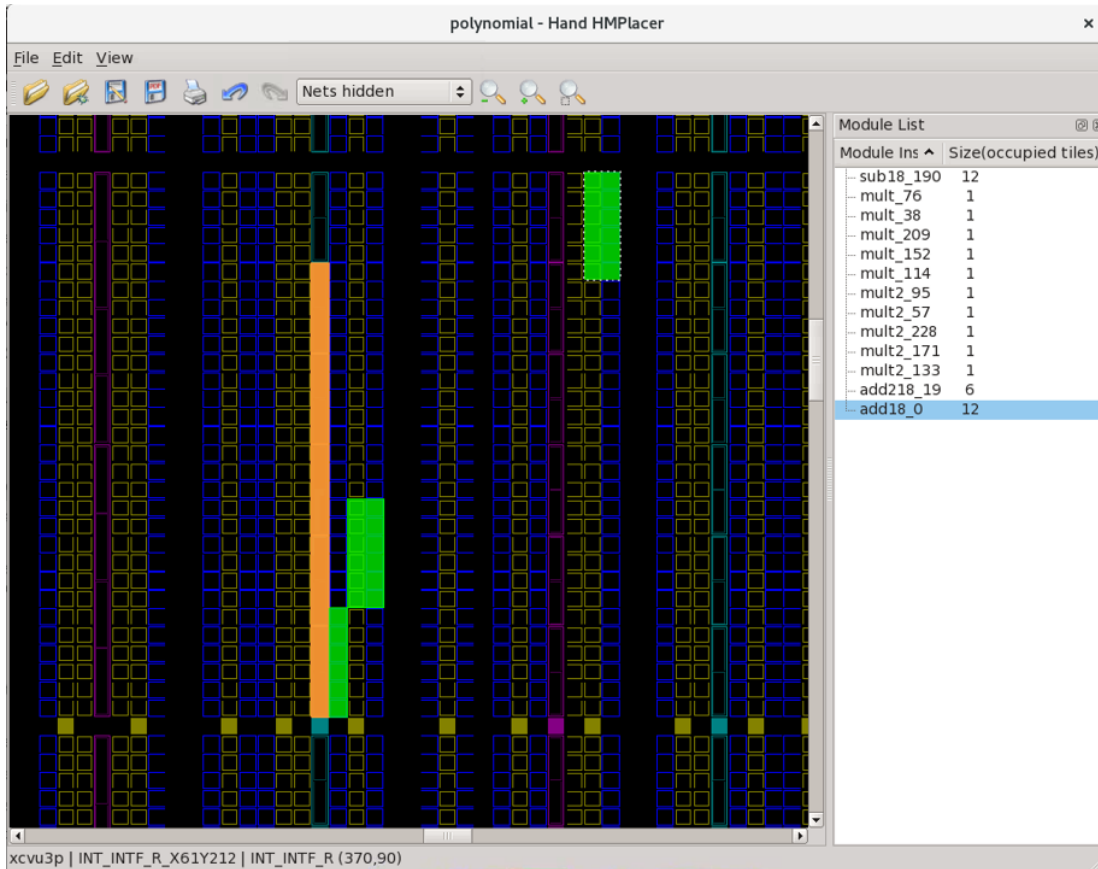 polynomial - Hand HMPlacer
File Edit View
Nets hidden
Module List
Module Ins Size(occupied tiles)
sub18_190 12
mult_76 1
mult_38 1
mult_209 1
mult_152 1
mult_114 1
mult2_95 1
mult2_57 1
mult2_228 1
mult2_171 1
mult2_133 1
add218_19 6
add18_0 12
xcvu3p | INT_INTF_R_X61Y212 | INT_INTF_R (370,90)